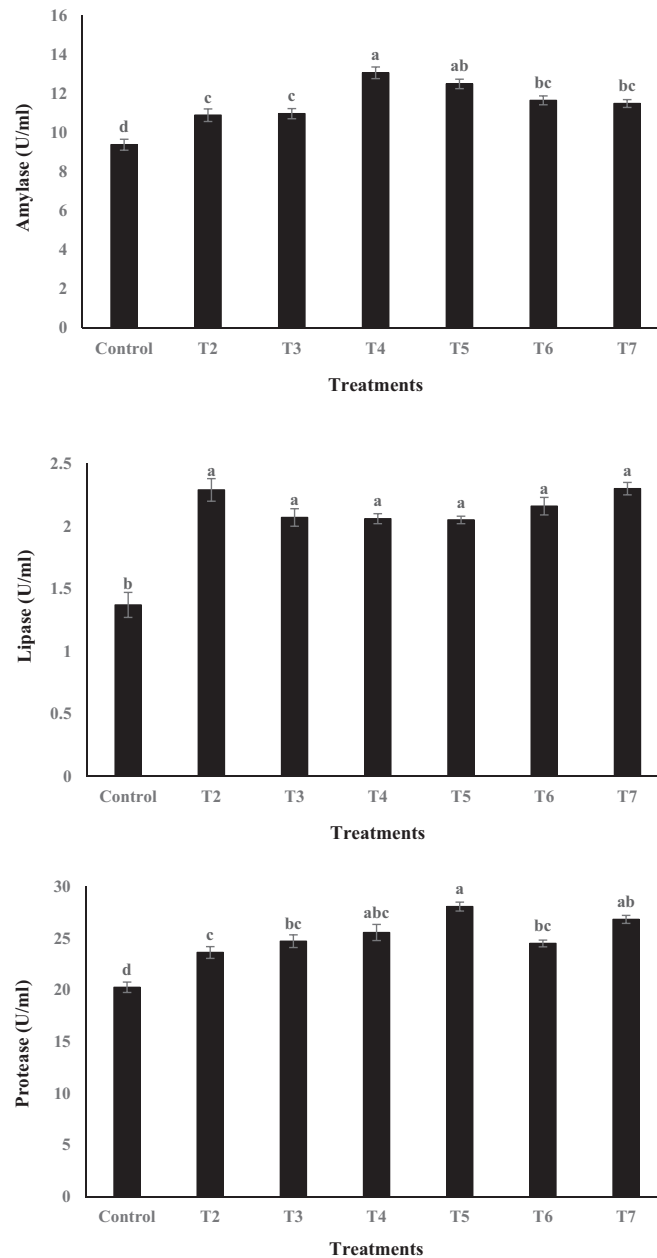 Amylase (U/ml)
16
14
12
10
8
6
4
2
0
d
c
c
a
ab
bc
bc
Control T2 T3 T4 T5 T6 T7
Treatments
Lipase (U/ml)
2.5
2
1.5
1
0.5
0
b
a
a
a
a
a
a
Control T2 T3 T4 T5 T6 T7
Treatments
Protease (U/ml)
30
25
20
15
10
5
0
d
c
bc
abc
a
bc
ab
Control T2 T3 T4 T5 T6 T7
Treatments